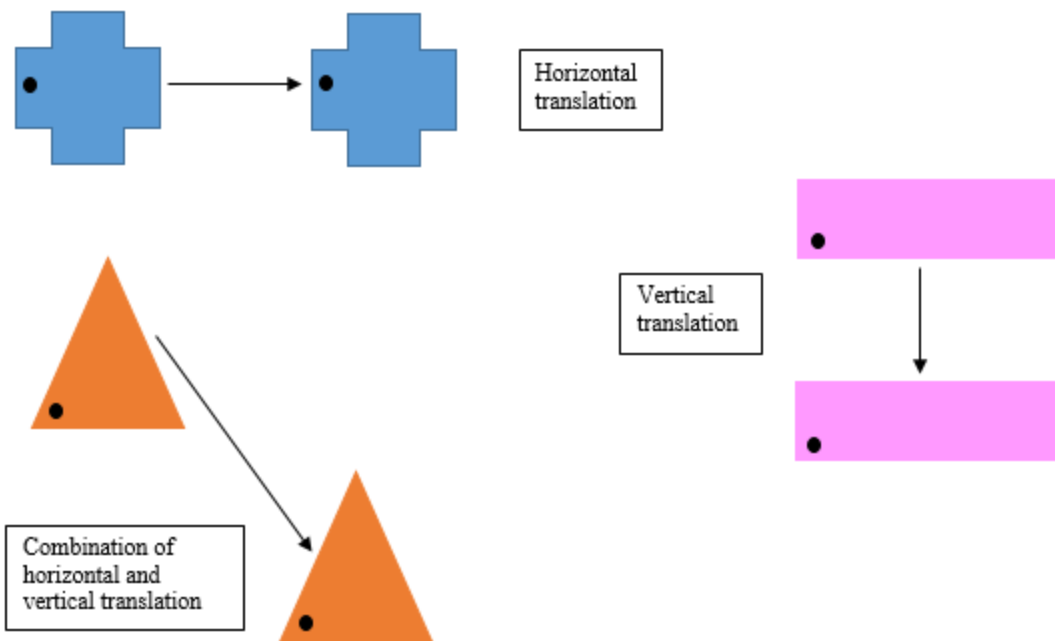 Horizontal
translation
Vertical
translation
Combination of
horizontal and
vertical translation